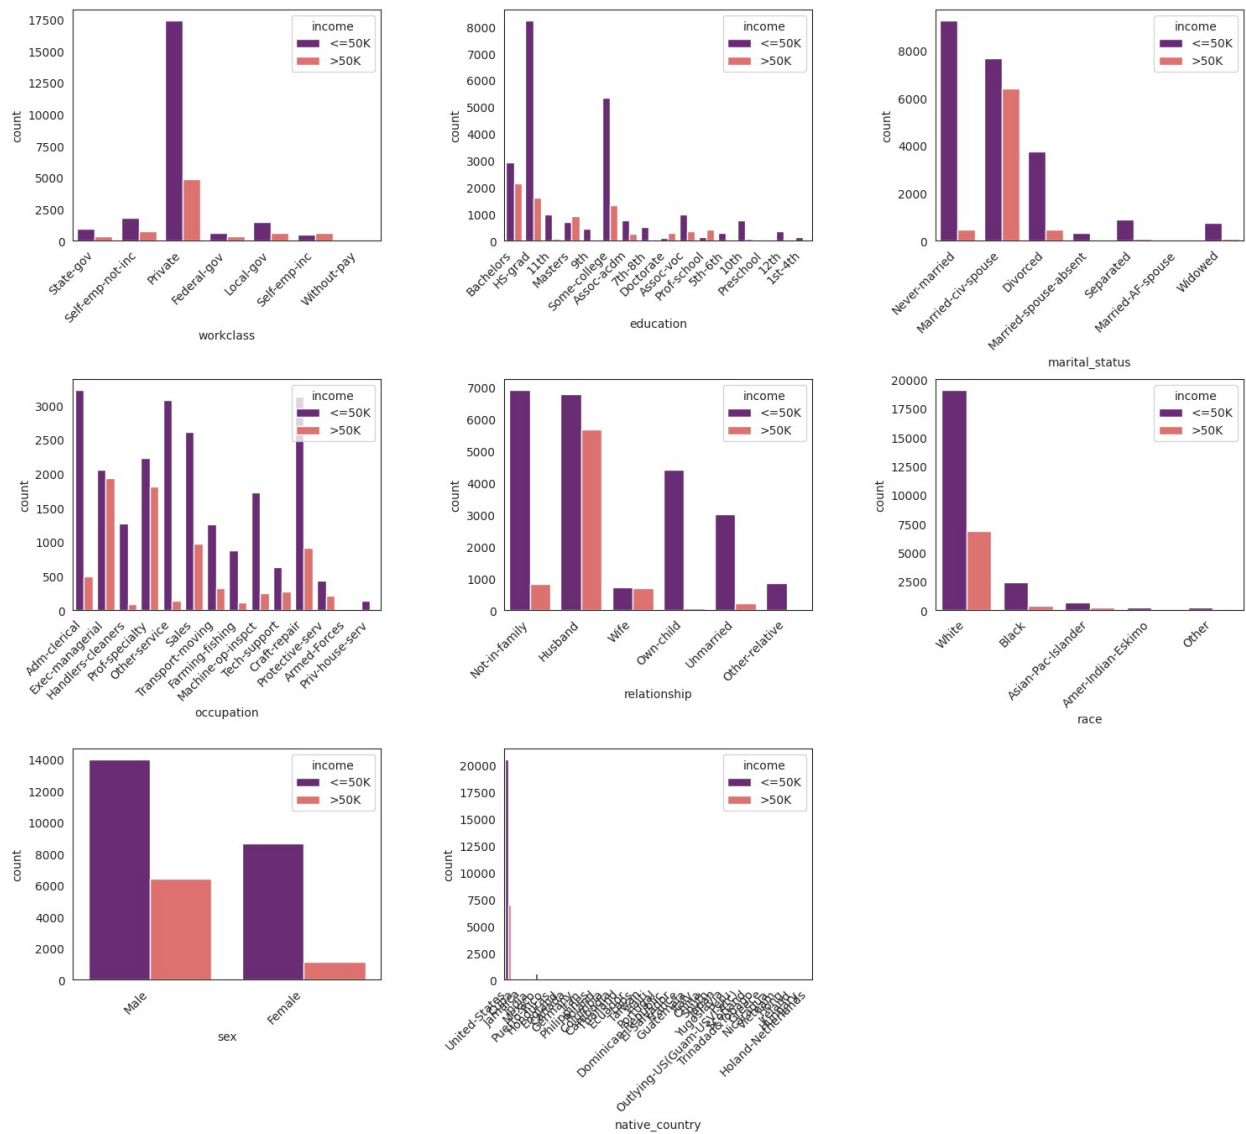 17500
15000
12500
10000
7500
5000
2500
0
count
income
<=50K
>50K
State-gov
Self-emp-not-inc
Private
Federal-gov
Local-gov
Self-emp-inc
Without-pay
workclass
8000
7000
6000
5000
4000
3000
2000
1000
0
count
income
<=50K
>50K
Bachelors
HS-grad
11th
Masters
9th
Some-college
Assoc-acdm
7th-8th
Doctorate
Assoc-voc
Prof-school
5th-6th
10th
Preschool
12th
1st-4th
education
8000
6000
4000
2000
0
count
income
<=50K
>50K
Never-married
Married-civ-spouse
Divorced
Married-spouse-absent
Separated
Married-AF-spouse
Widowed
marital_status
3000
2500
2000
1500
1000
500
0
count
income
<=50K
>50K
Adm-clerical
Exec-managerial
Handlers-cleaners
Prof-specialty
Other-service
Sales
Transport-moving
Farming-fishing
Machine-op-inspct
Tech-support
Craft-repair
Protective-serv
Armed-Forces
Priv-house-serv
occupation
7000
6000
5000
4000
3000
2000
1000
0
count
income
<=50K
>50K
Not-in-family
Husband
Wife
Own-child
Unmarried
Other-relative
relationship
20000
17500
15000
12500
10000
7500
5000
2500
0
count
income
<=50K
>50K
White
Black
Asian-Pac-Islander
Amer-Indian-Eskimo
Other
race
14000
12000
10000
8000
6000
4000
2000
0
count
income
<=50K
>50K
Male
Female
sex
20000
17500
15000
12500
10000
7500
5000
2500
0
count
income
<=50K
>50K
United-States
Outlying-US(Guam-USVI-etc)
Holand-Netherlands
native_country